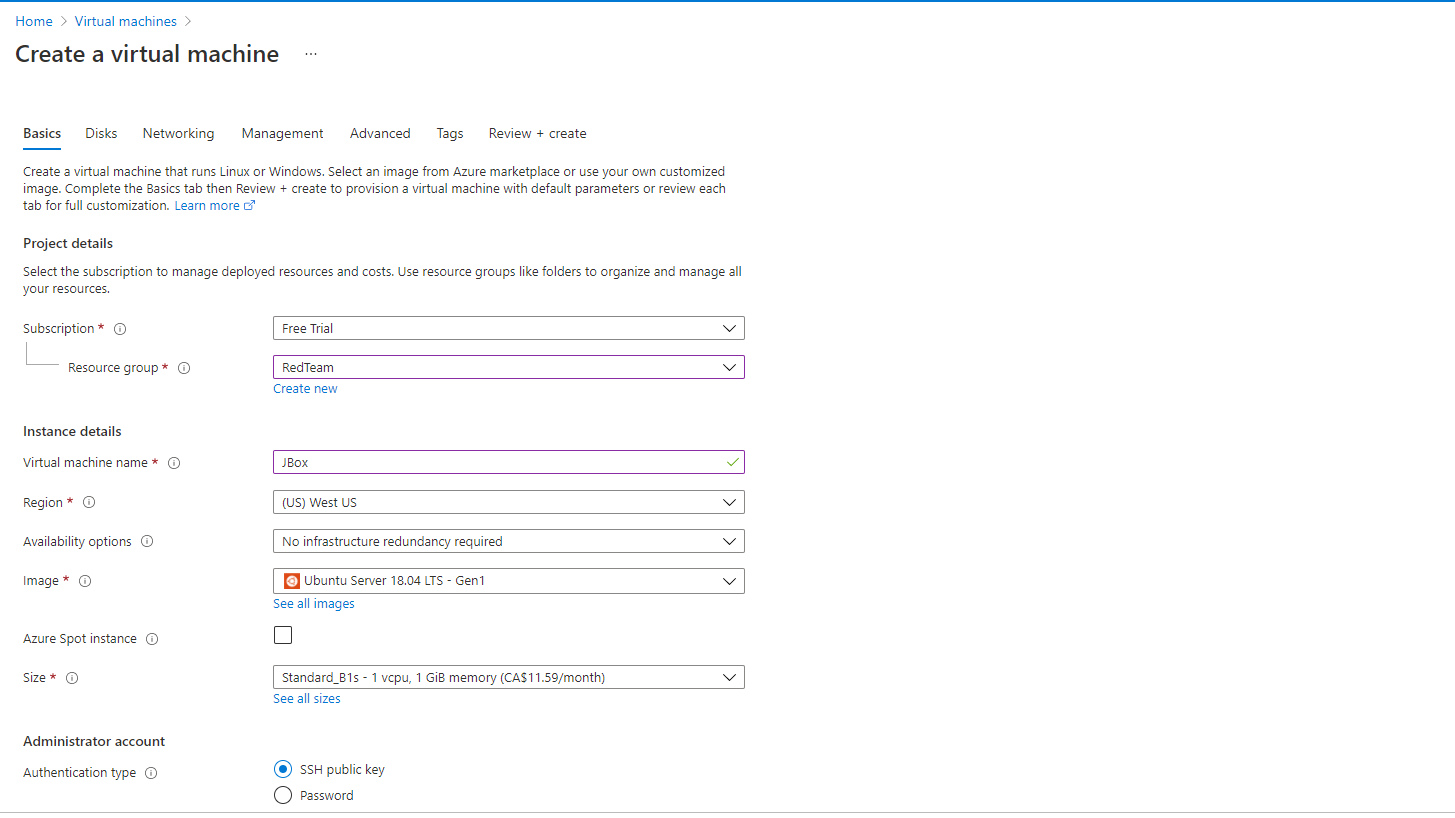 Home > Virtual machines >
Create a virtual machine ...
Basics Disks Networking Management Advanced Tags Review + create
Create a virtual machine that runs Linux or Windows. Select an image from Azure marketplace or use your own customized
image. Complete the Basics tab then Review + create to provision a virtual machine with default parameters or review each
tab for full customization. Learn more
Project details
Select the subscription to manage deployed resources and costs. Use resource groups like folders to organize and manage all
your resources.
Subscription * Free Trial
Resource group * RedTeam
Create new
Instance details
Virtual machine name * JBox
Region * (US) West US
Availability options No infrastructure redundancy required
Image * Ubuntu Server 18.04 LTS - Gen1
See all images
Azure Spot instance
Size * Standard_B1s - 1 vcpu, 1 GiB memory (CA$11.59/month)
See all sizes
Administrator account
Authentication type SSH public key
Password